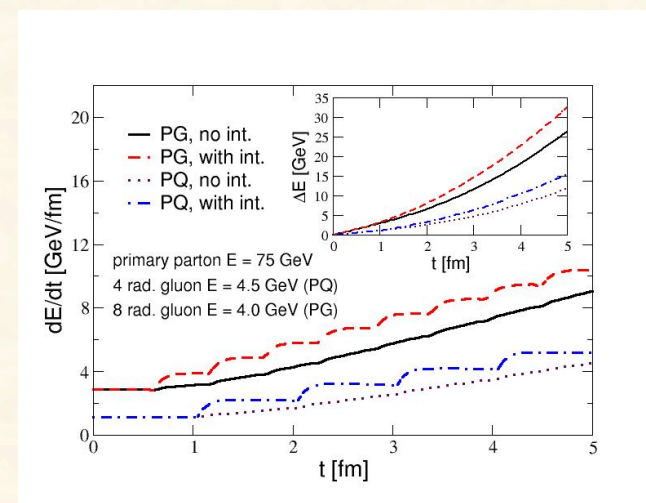 dE/dt [GeV/fm]
22
20
16
12
8
4
0
PG, no int.
PG, with int.
PQ, no int.
PQ, with int.
primary parton E = 75 GeV
4 rad. gluon E = 4.5 GeV (PQ)
8 rad. gluon E = 4.0 GeV (PG)
ΔE [GeV]
35
30
25
20
15
10
5
0
0 1 2 3 4 5
t [fm]
0 1 2 3 4 5
t [fm]